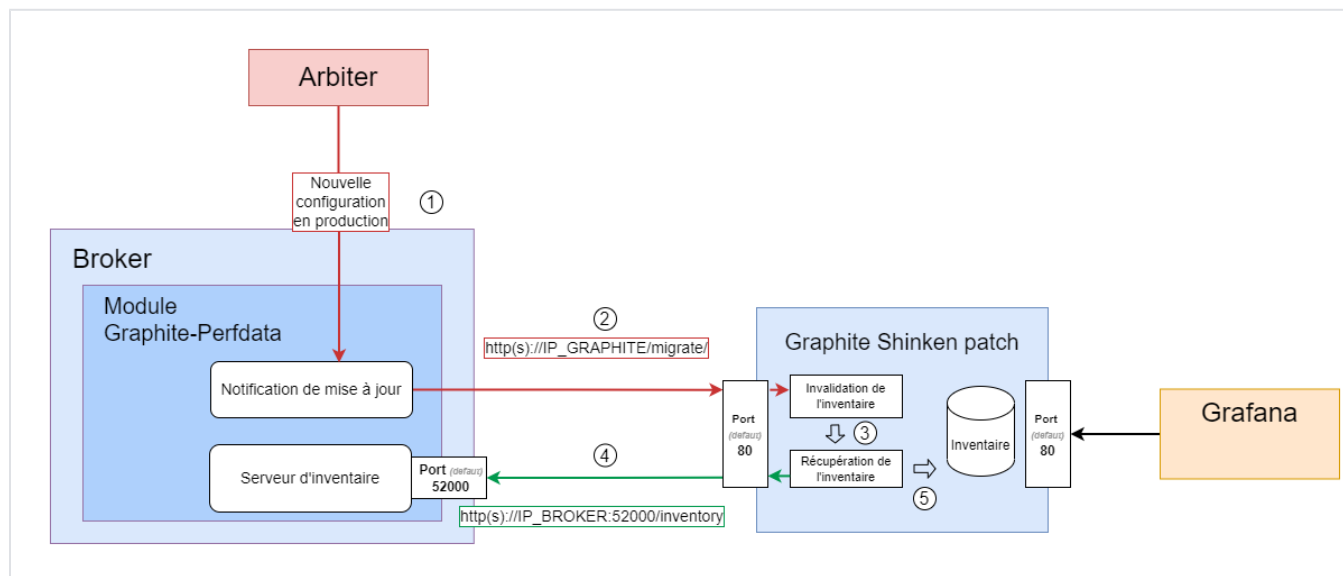 Arbiter
Nouvelle
configuration
en production
①
Broker
Module
Graphite-Perfdata
Notification de mise à jour
Serveur d'inventaire
Port (defaut)
52000
②
http(s)://IP_GRAPHITE/migrate/
④
http(s)://IP_BROKER:52000/inventory
Graphite Shinken patch
Port
(defaut)
80
Invalidation de
l'inventaire
③
Récupération de
l'inventaire
⑤
Inventaire
Port
(defaut)
80
Grafana